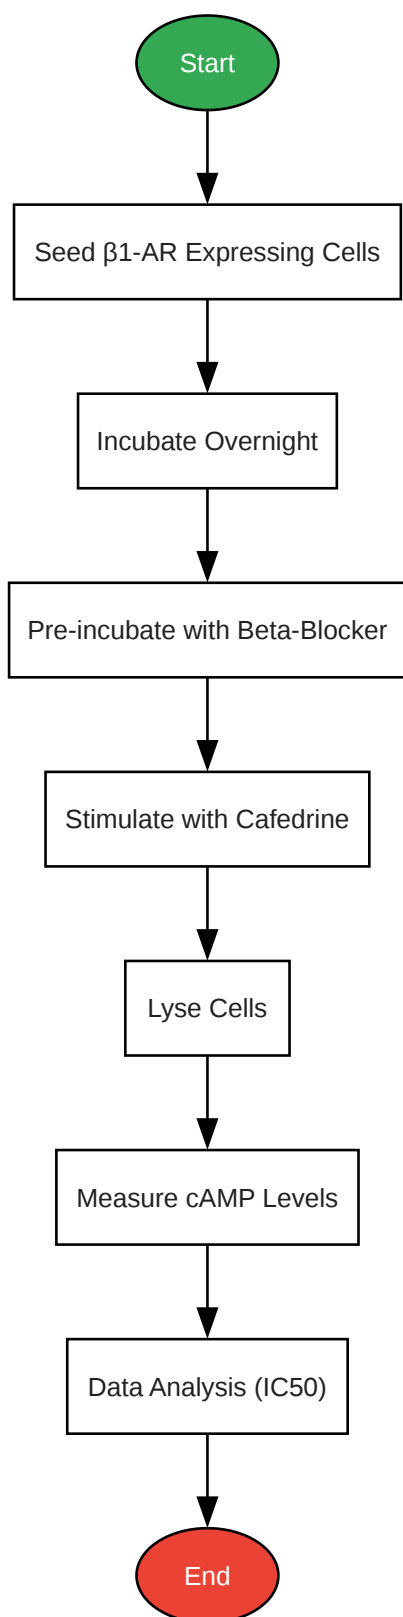 Start
Seed β1-AR Expressing Cells
Incubate Overnight
Pre-incubate with Beta-Blocker
Stimulate with Cafedrine
Lyse Cells
Measure cAMP Levels
Data Analysis (IC50)
End